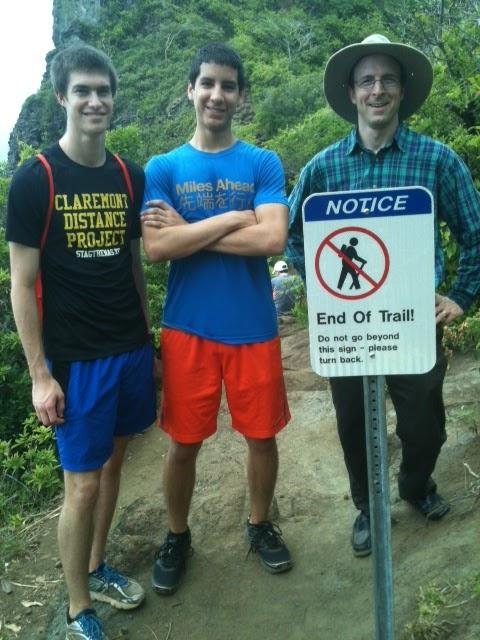 CLAREMONT
DISTANCE
PROJECT
Miles Ahead
先端を行く
NOTICE
End Of Trail!
Do not go beyond
this sign - please
turn back.